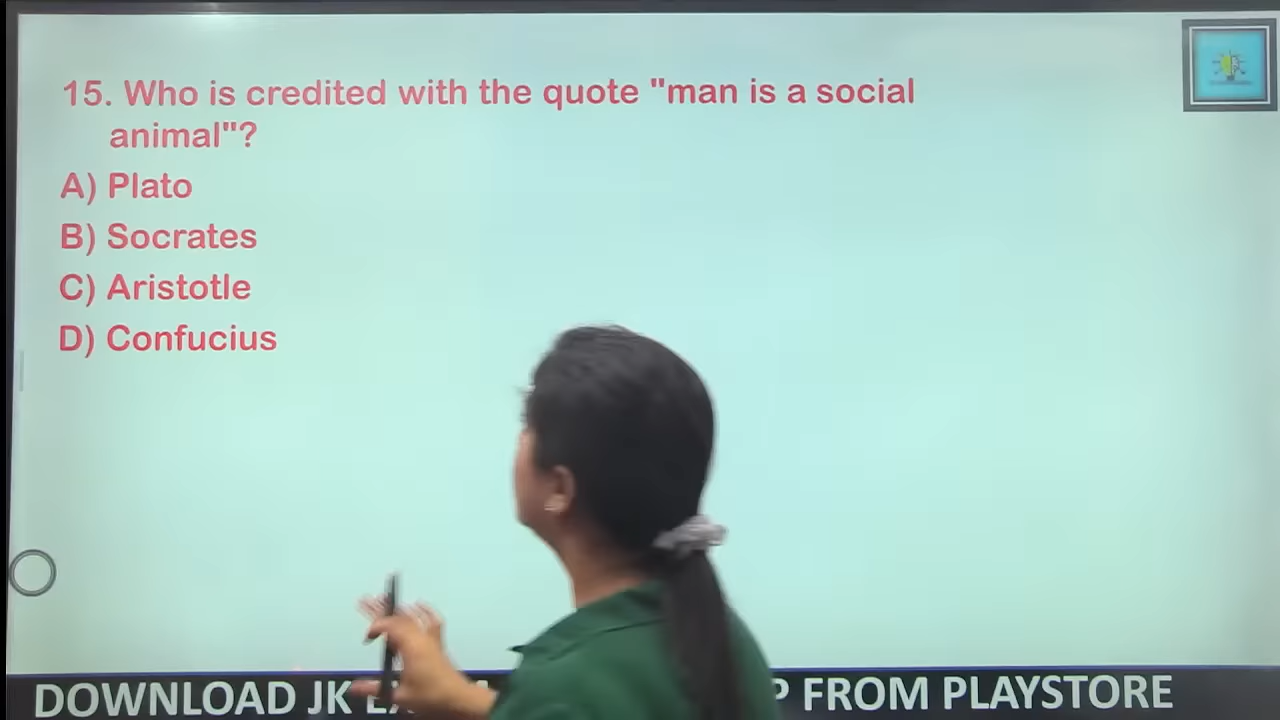 15. Who is credited with the quote "man is a social
animal"?
A) Plato
B) Socrates
C) Aristotle
D) Confucius
DOWNLOAD JK FROM PLAYSTORE